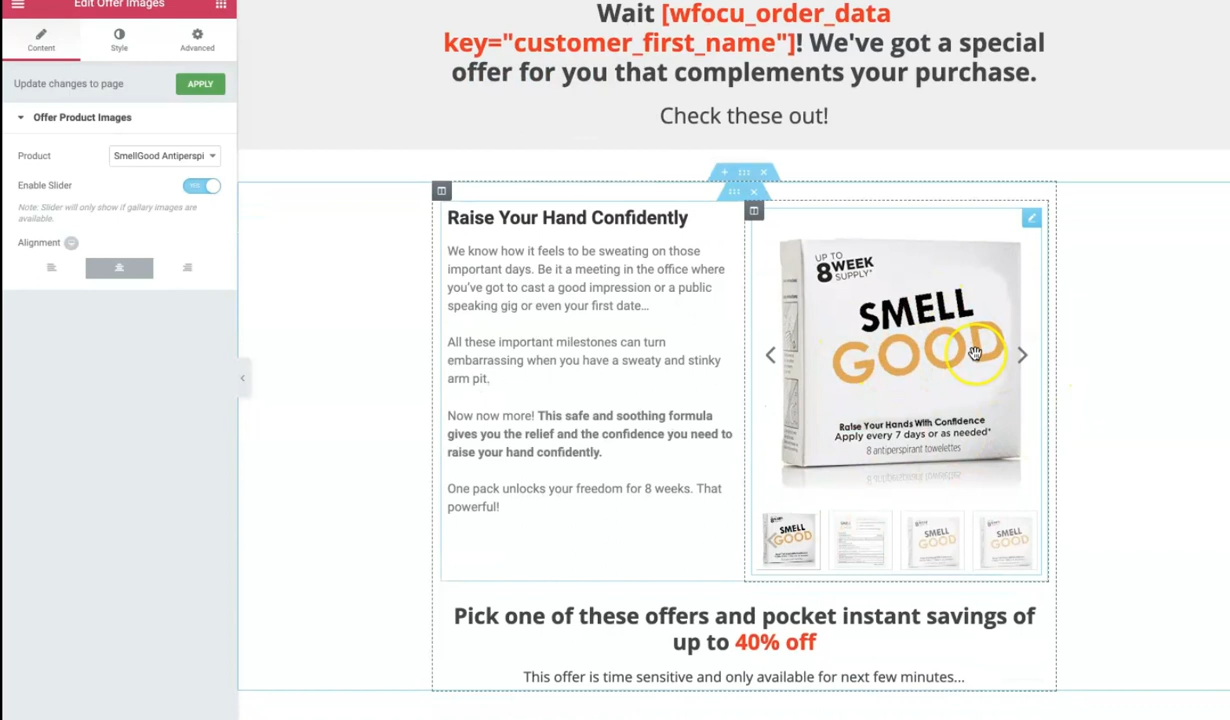 Edit Offer Images
Content
Style
Advanced
Update changes to page
APPLY
Offer Product Images
Product
SmellGood Antiperspi
Enable Slider
YES
Note: Slider will only show if gallary images are
available.
Alignment
Wait [wfocu_order_data
key="customer_first_name"]! We've got a special
offer for you that complements your purchase.
Check these out!
Raise Your Hand Confidently
We know how it feels to be sweating on those
important days. Be it a meeting in the office where
you've got to cast a good impression or a public
speaking gig or even your first date…
All these important milestones can turn
embarrassing when you have a sweaty and stinky
arm pit.
Now now more! This safe and soothing formula
gives you the relief and the confidence you need to
raise your hand confidently.
One pack unlocks your freedom for 8 weeks. That
powerful!
UP TO
8 WEEK
SUPPLY*
SMELL
GOOD
Raise Your Hands With Confidence
Apply every 7 days or as needed*
8 antiperspirant towelettes
SMELL
GOOD
SMELL
GOOD
SMELL
GOOD
Pick one of these offers and pocket instant savings of
up to 40% off
This offer is time sensitive and only available for next few minutes...